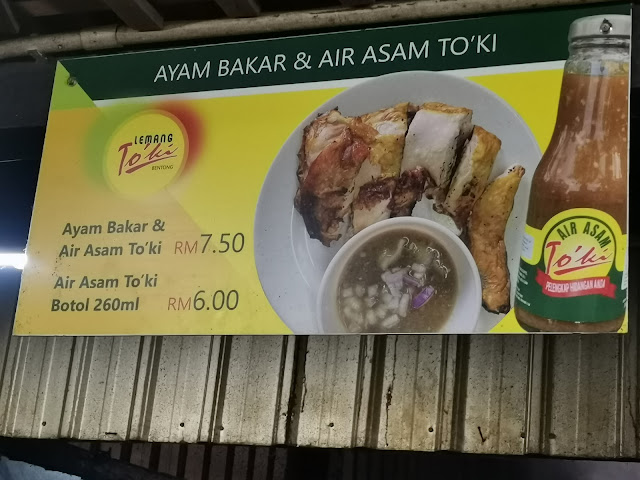 AYAM BAKAR & AIR ASAM TO'KI
LEMANG
To'ki
BENTONG
Ayam Bakar &
Air Asam To'ki RM7.50
Air Asam To'ki
Botol 260ml RM6.00
AIR ASAM
To'ki
PELENGKAP HIDANGAN ANDA